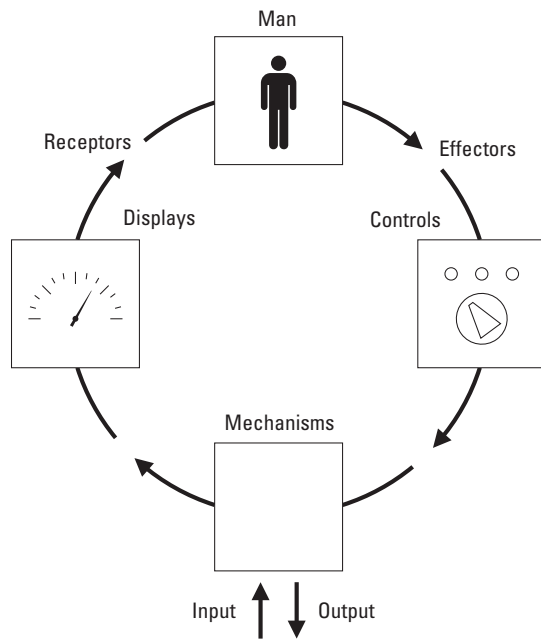 Man
Receptors
Effectors
Displays
Controls
Mechanisms
Input
Output